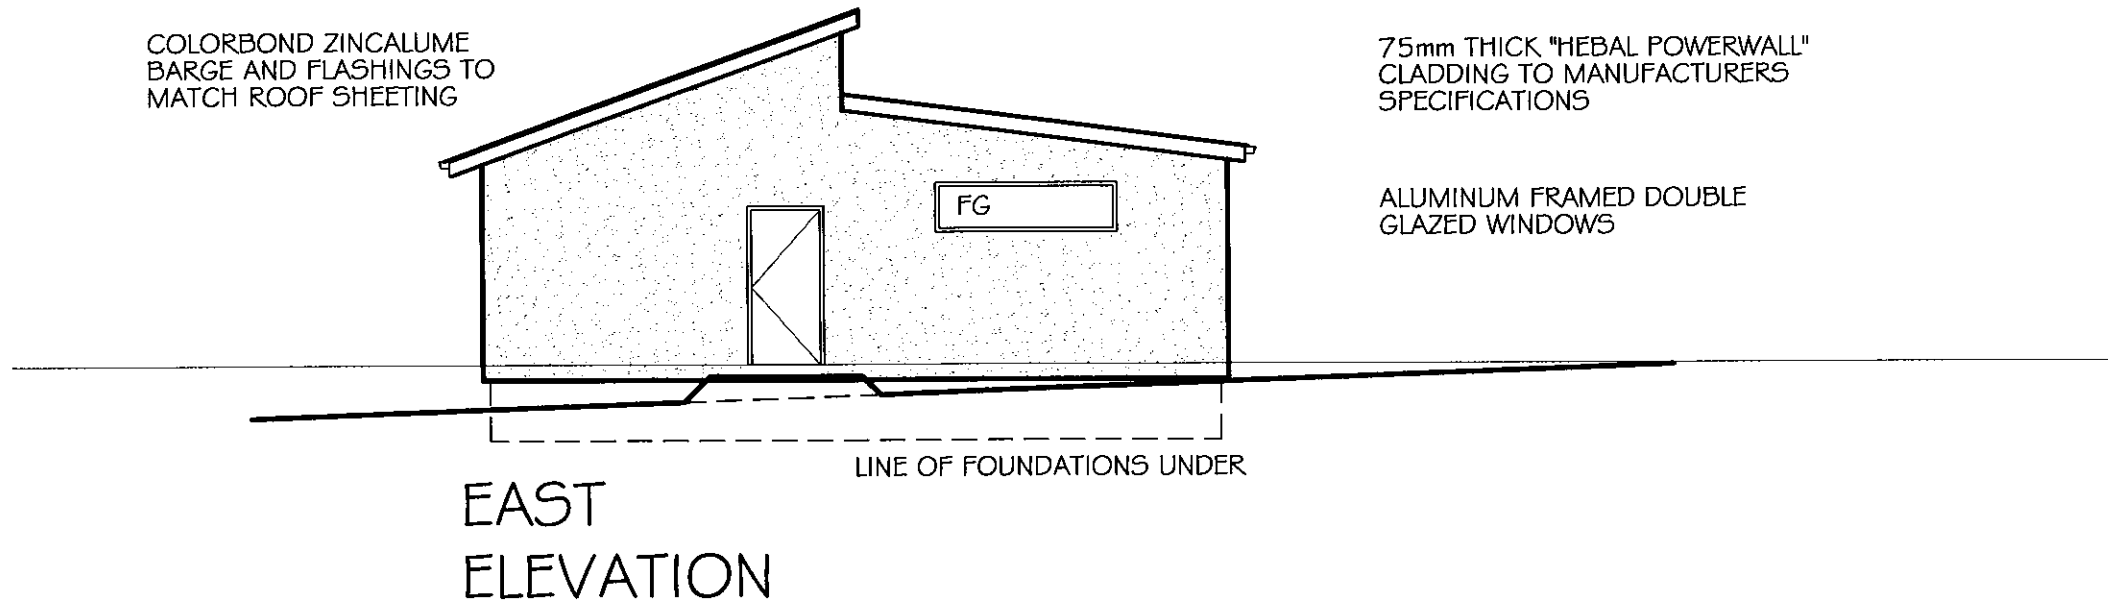 COLORBOND ZINCALUME
BARGE AND FLASHINGS TO
MATCH ROOF SHEETING
75mm THICK "HEBAL POWERWALL"
CLADDING TO MANUFACTURERS
SPECIFICATIONS
ALUMINUM FRAMED DOUBLE
GLAZED WINDOWS
FG
LINE OF FOUNDATIONS UNDER
EAST
ELEVATION